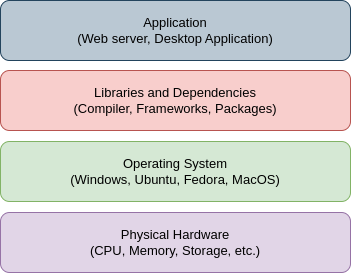 Application
(Web server, Desktop Application)
Libraries and Dependencies
(Compiler, Frameworks, Packages)
Operating System
(Windows, Ubuntu, Fedora, MacOS)
Physical Hardware
(CPU, Memory, Storage, etc.)